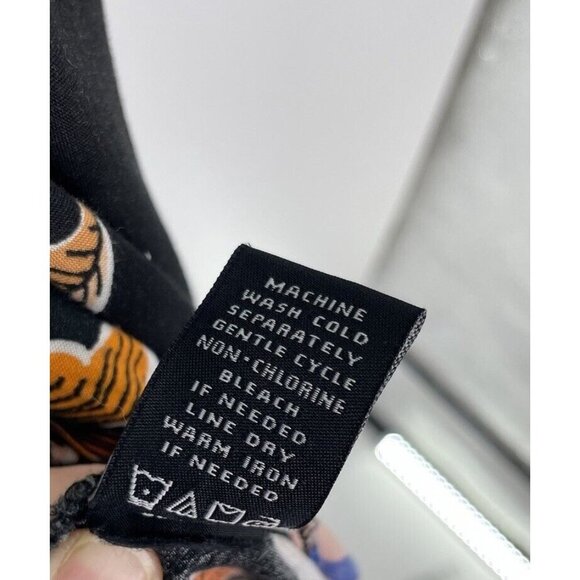 MACHINE
WASH COLD
SEPARATELY
GENTLE CYCLE
NON-CHLORINE
BLEACH
IF NEEDED
LINE DRY
WARM IRON
IF NEEDED